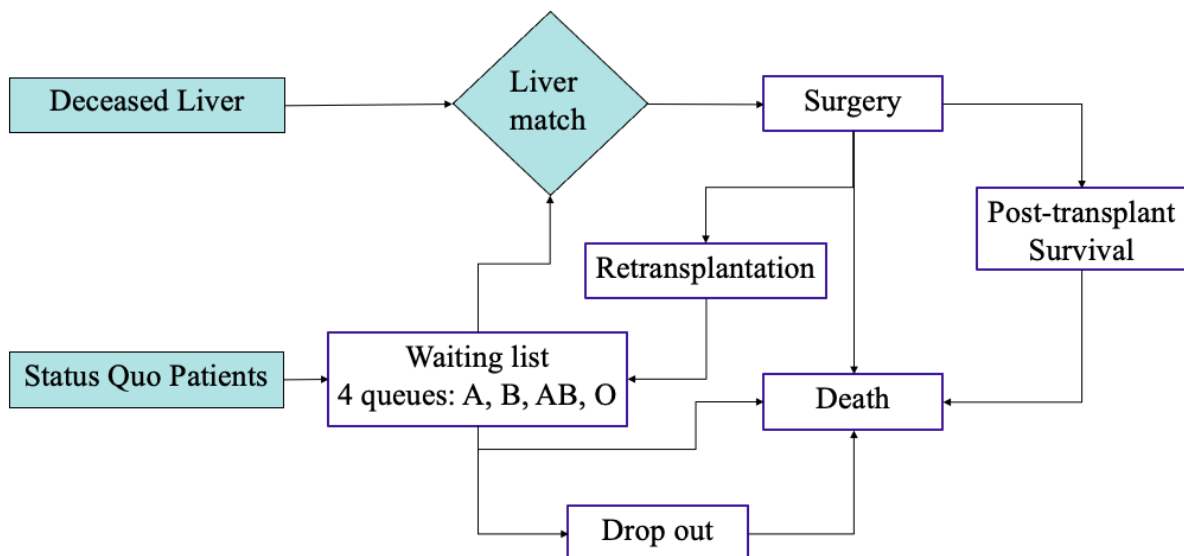 Deceased Liver
Liver
match
Surgery
Post-transplant
Survival
Retransplantation
Status Quo Patients
Waiting list
4 queues: A, B, AB, O
Death
Drop out